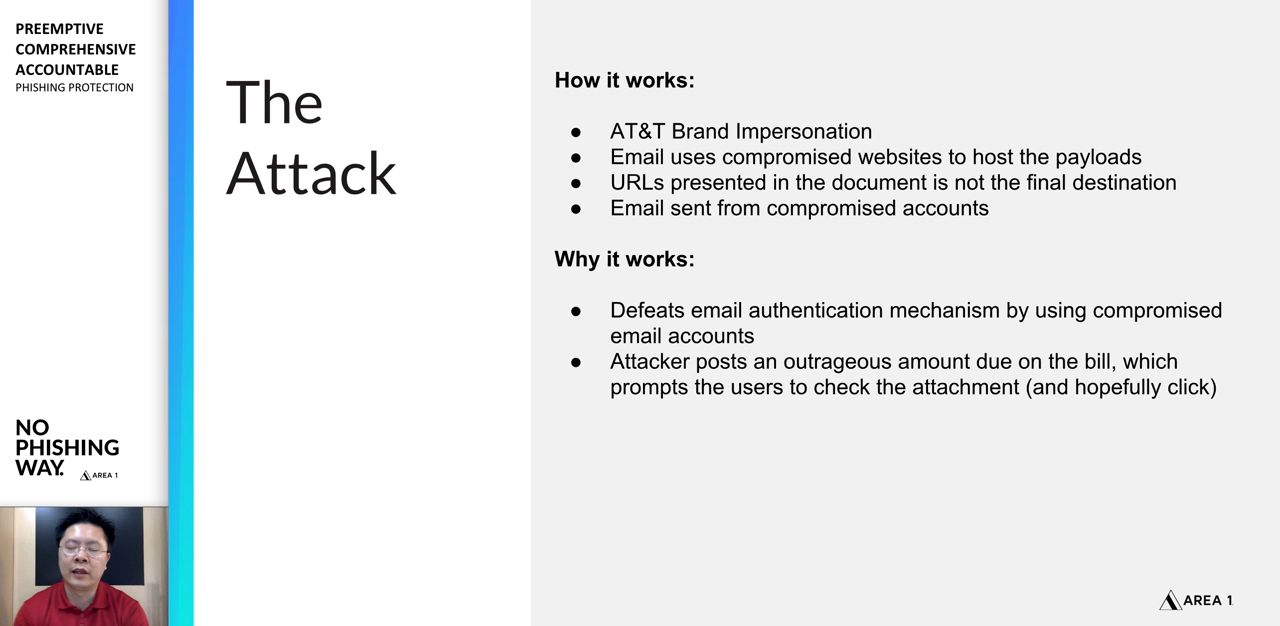 PREEMPTIVE
COMPREHENSIVE
ACCOUNTABLE
PHISHING PROTECTION
The
Attack
How it works:
● AT&T Brand Impersonation
● Email uses compromised websites to host the payloads
● URLs presented in the document is not the final destination
● Email sent from compromised accounts
Why it works:
● Defeats email authentication mechanism by using compromised
email accounts
● Attacker posts an outrageous amount due on the bill, which
prompts the users to check the attachment (and hopefully click)
NO
PHISHING
WAY.
AREA 1
AREA 1